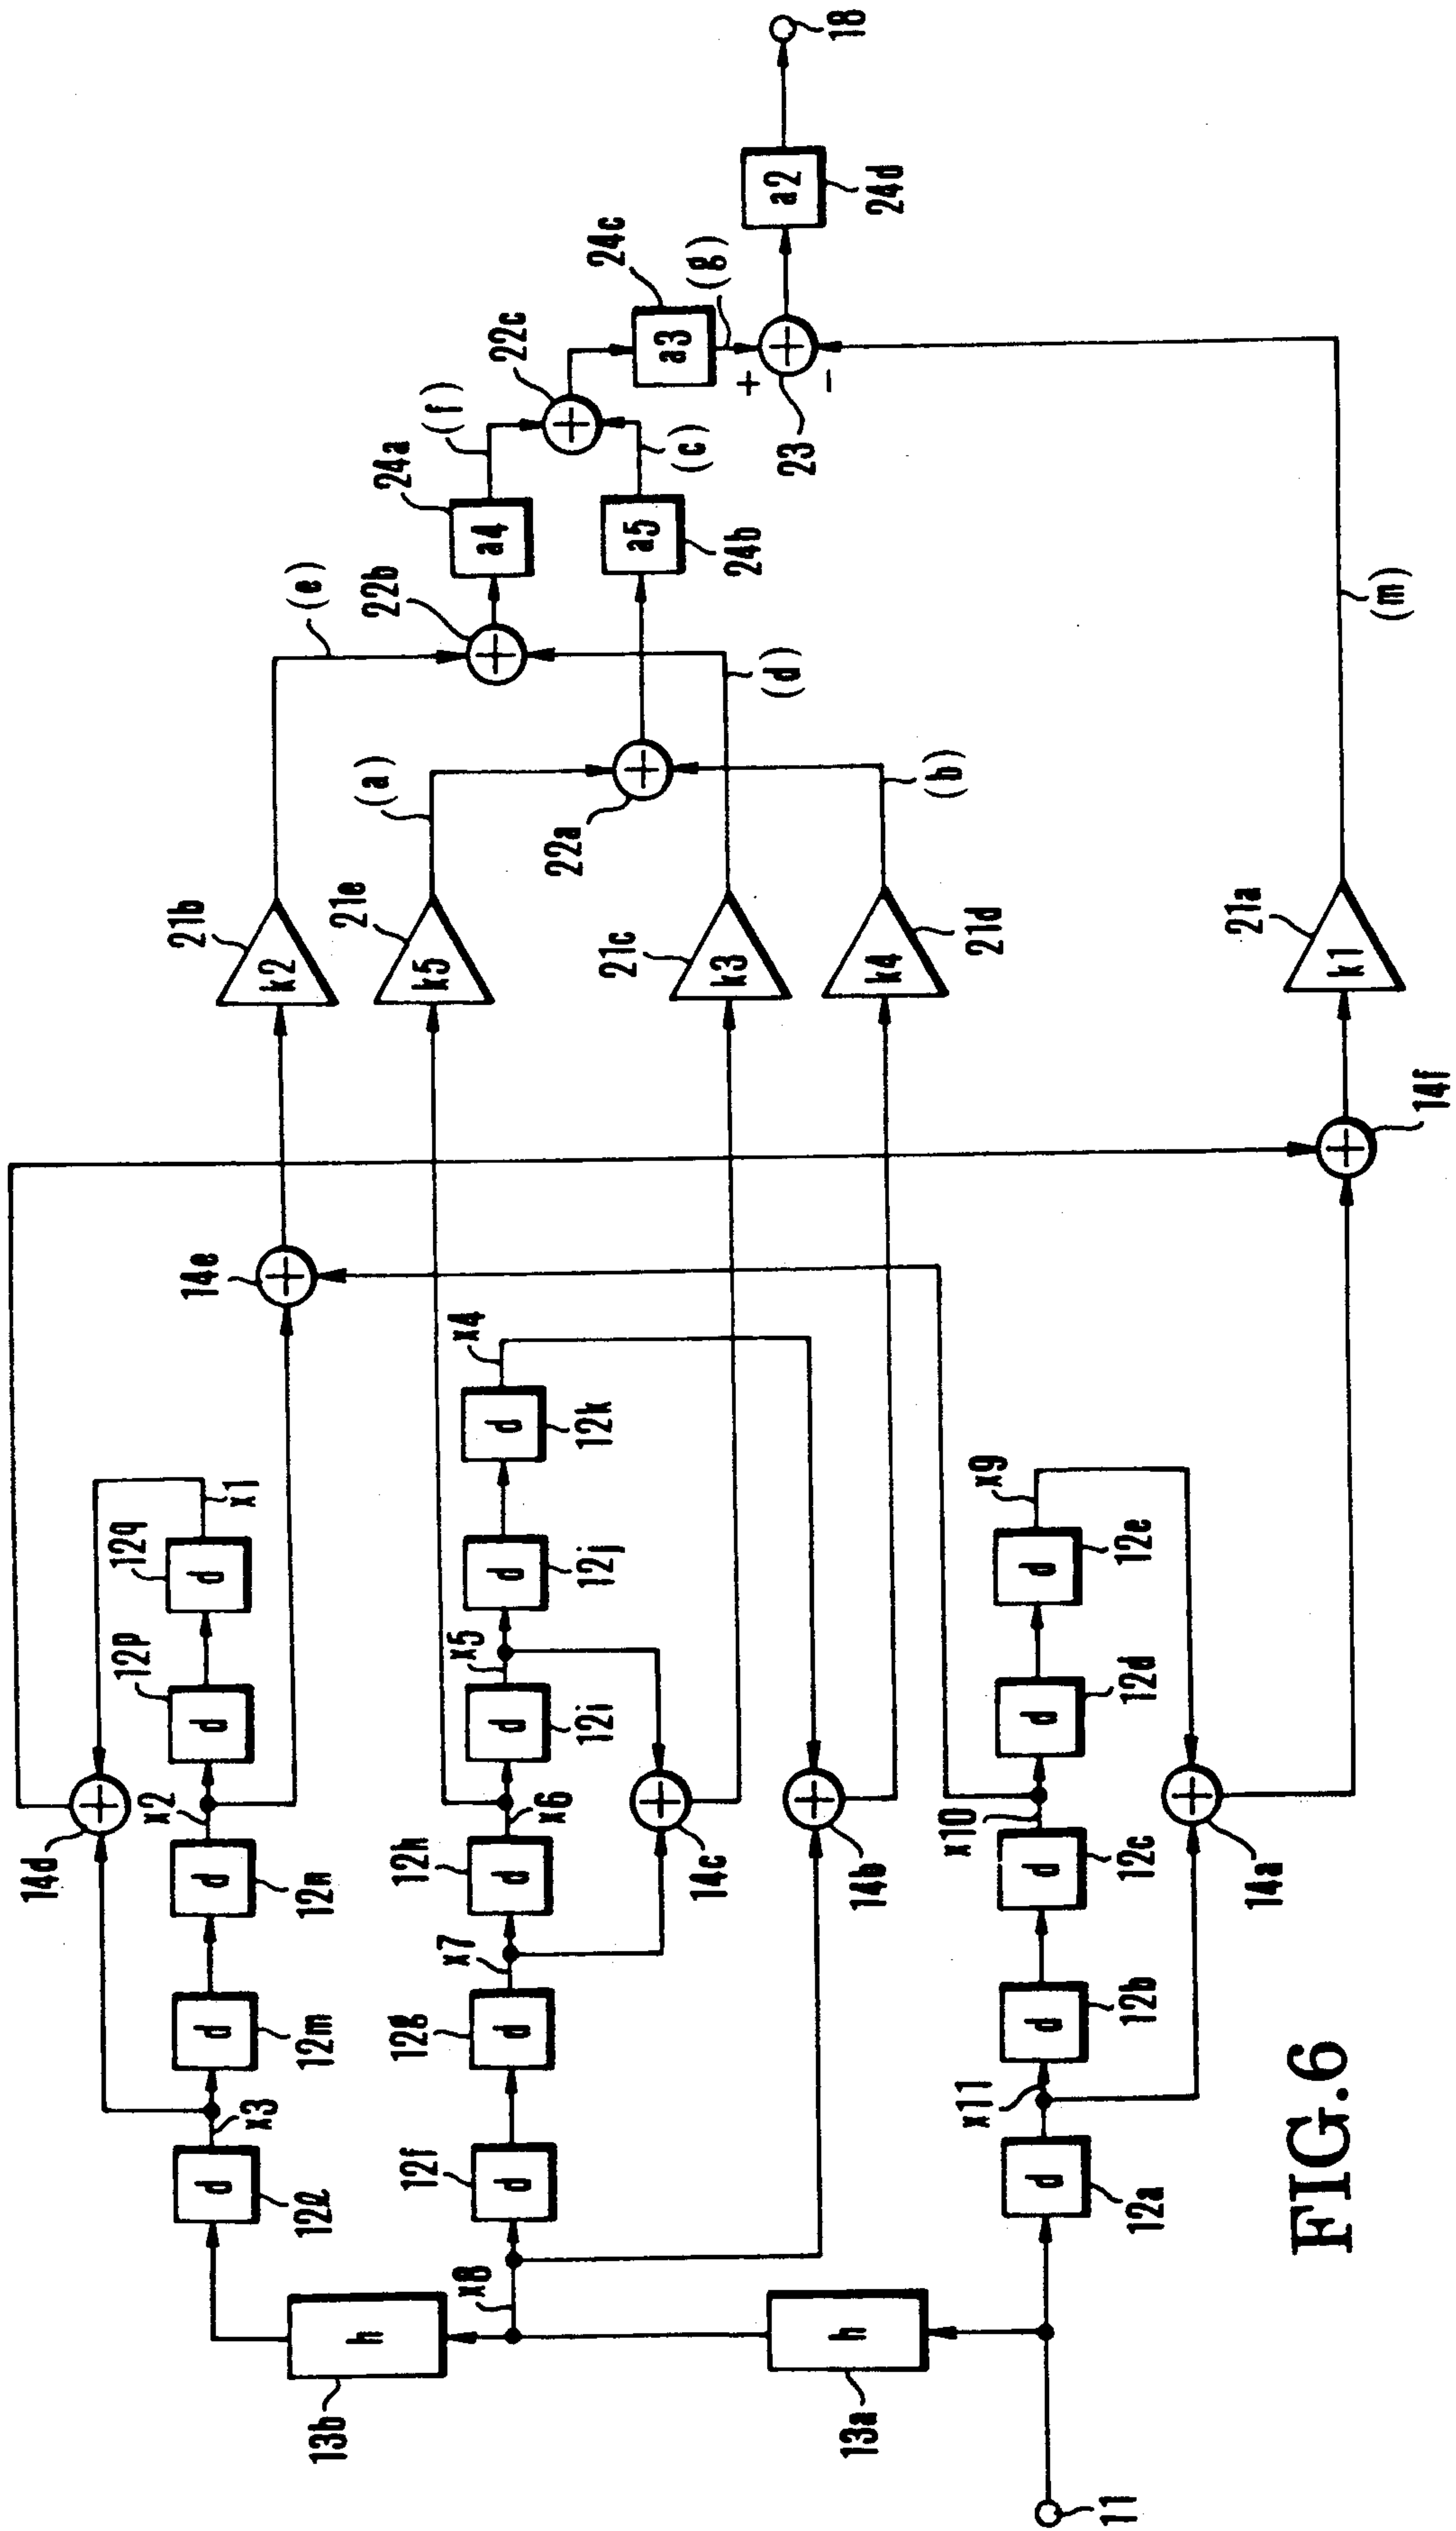 18
a2
24d
24c
a3
(g)
22c
+
-
23
(f)
24a
a4
(c)
a5
24b
(e)
22b
(d)
(m)
(a)
22a
(b)
21b
k2
21e
k5
21c
k3
21d
k4
21a
k1
14f
14e
x4
d
12k
x1
12q
d
d
12j
x9
d
12e
12p
d
x5
d
12i
d
12d
14d
x2
x6
14c
14b
x10
14a
d
12n
12h
d
d
12c
x7
d
12m
12g
d
d
12b
x3
x11
d
12ℓ
12f
d
d
12a
x8
h
13b
h
13a
11
FIG.6